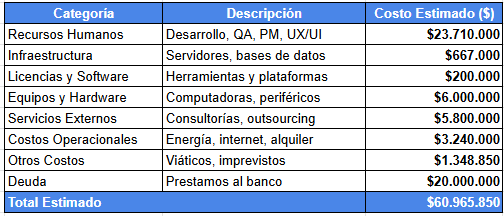 Categoría Descripción Costo Estimado ($)
Recursos Humanos Desarrollo, QA, PM, UX/UI $23.710.000
Infraestructura Servidores, bases de datos $667.000
Licencias y Software Herramientas y plataformas $200.000
Equipos y Hardware Computadoras, periféricos $6.000.000
Servicios Externos Consultorías, outsourcing $5.800.000
Costos Operacionales Energía, internet, alquiler $3.240.000
Otros Costos Viáticos, imprevistos $1.348.850
Deuda Prestamos al banco $20.000.000
Total Estimado $60.965.850